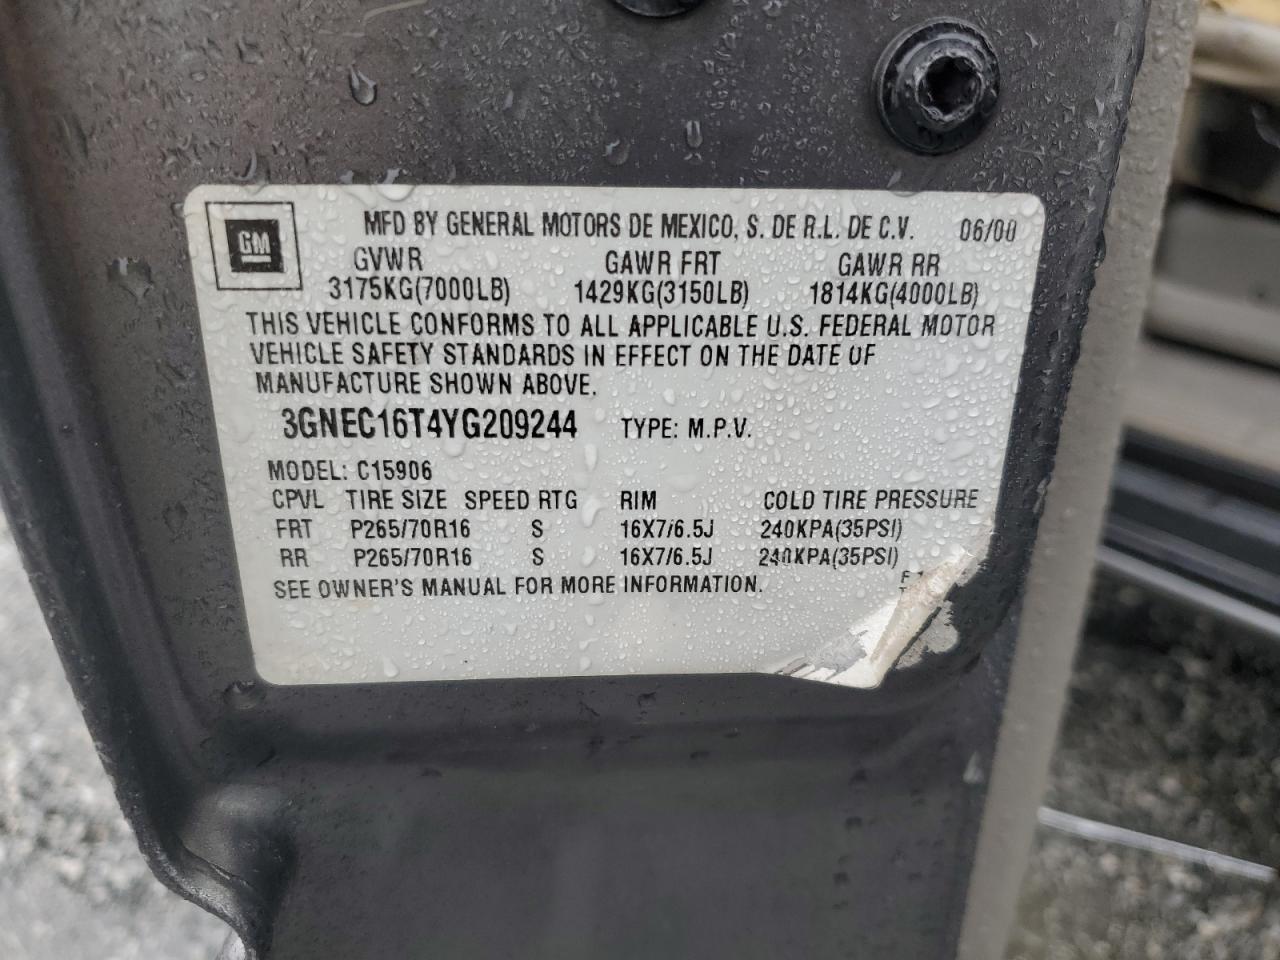 GM
MFD BY GENERAL MOTORS DE MEXICO, S. DE R.L. DE C.V. 06/00
GVWR GAWR FRT GAWR RR
3175KG(7000LB) 1429KG(3150LB) 1814KG(4000LB)
THIS VEHICLE CONFORMS TO ALL APPLICABLE U.S. FEDERAL MOTOR
VEHICLE SAFETY STANDARDS IN EFFECT ON THE DATE OF
MANUFACTURE SHOWN ABOVE.
3GNEC16T4YG209244 TYPE: M.P.V.
MODEL: C15906
CPVL TIRE SIZE SPEED RTG RIM COLD TIRE PRESSURE
FRT P265/70R16 S 16X7/6.5J 240KPA(35PSI)
RR P265/70R16 S 16X7/6.5J 240KPA(35PSI)
SEE OWNER'S MANUAL FOR MORE INFORMATION.